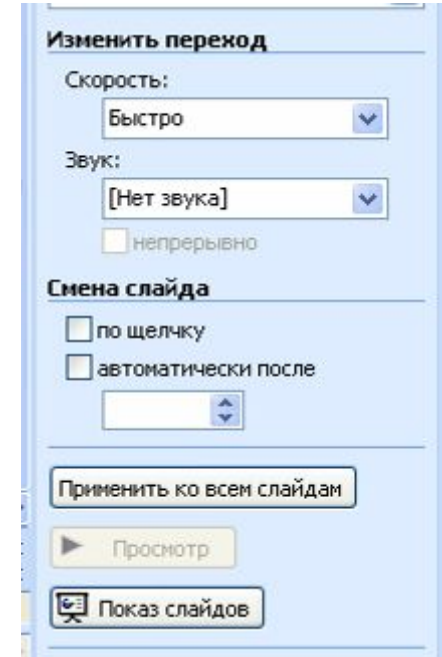 Изменить переход
Скорость:
Быстро
Звук:
[Нет звука]
непрерывно
Смена слайда
по щелчку
автоматически после
Применить ко всем слайдам
Просмотр
Показ слайдов